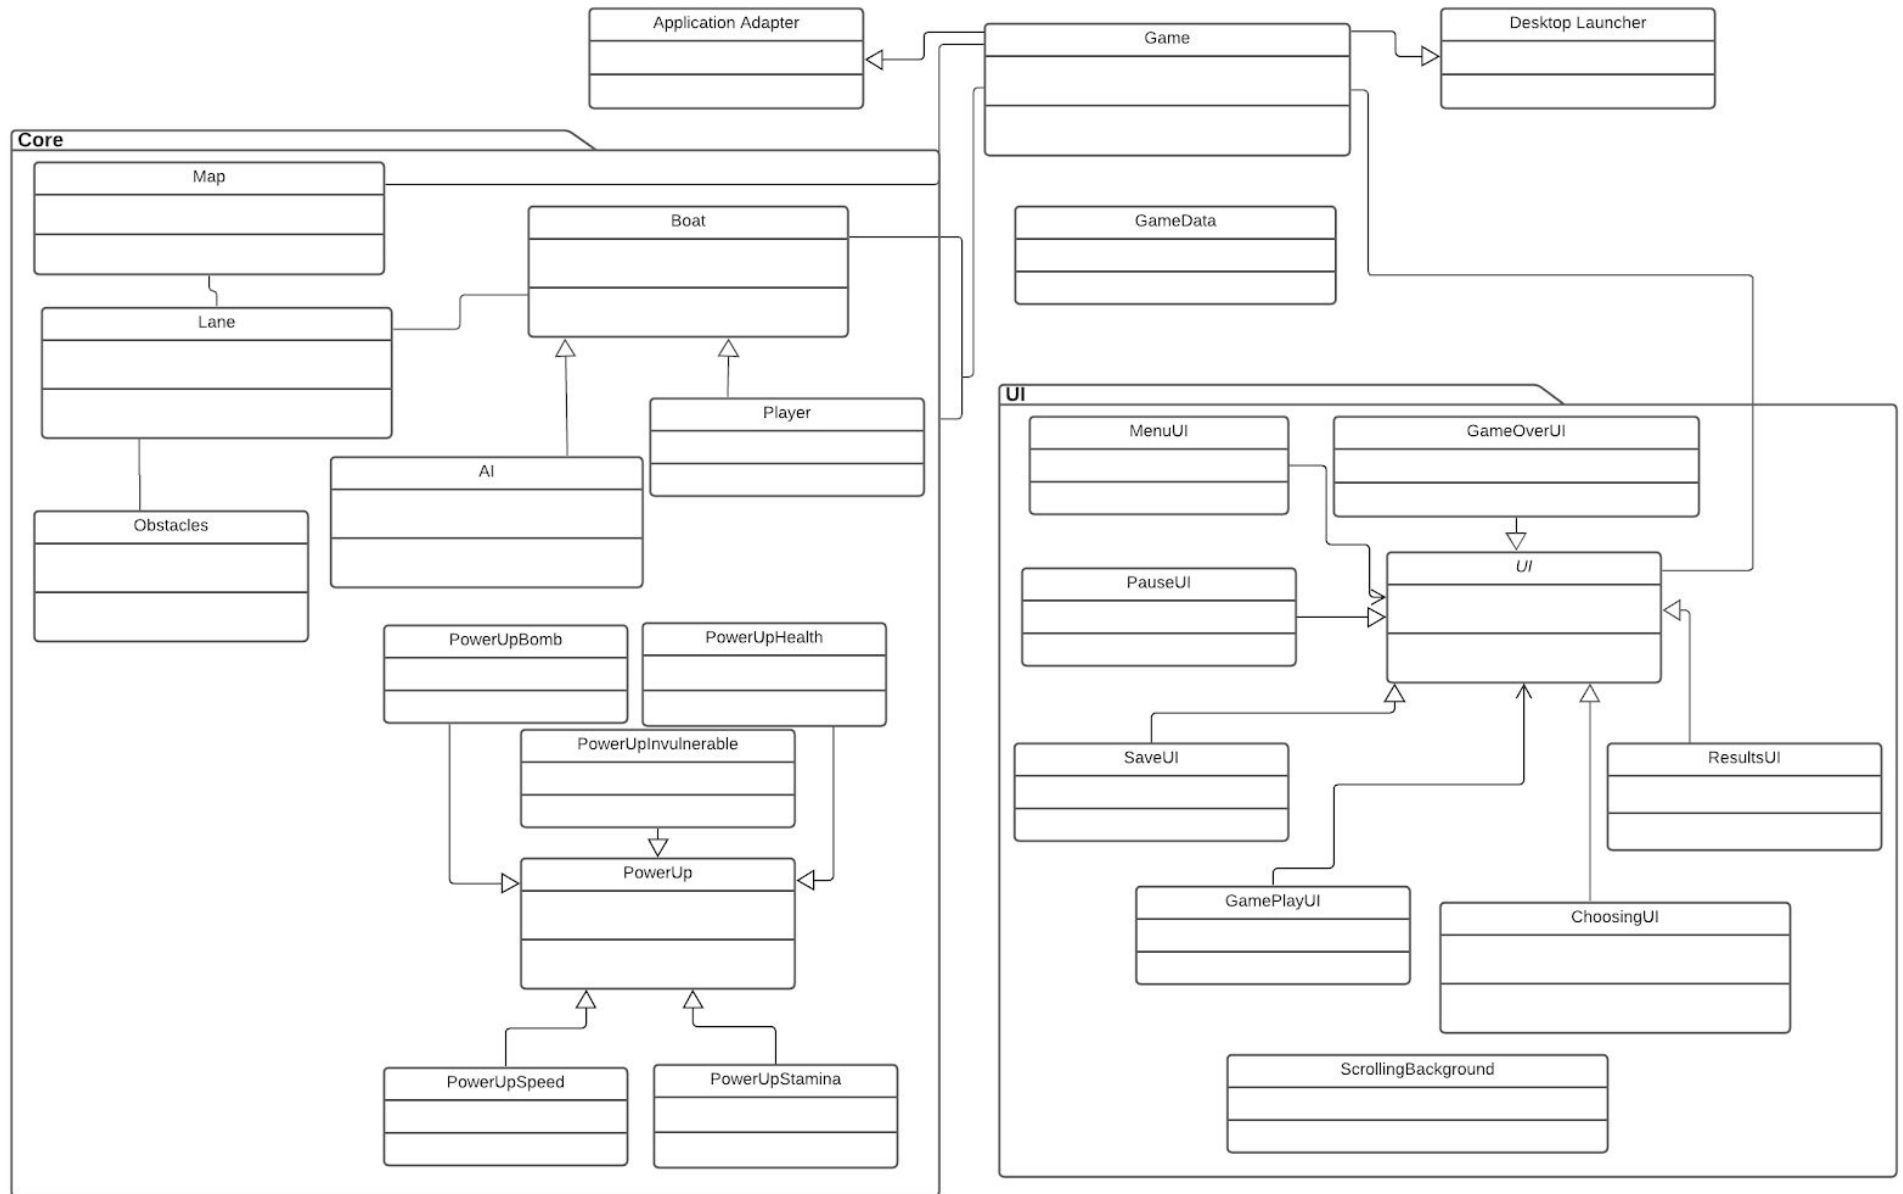 Application Adapter
Game
Desktop Launcher
Core
Map
Boat
GameData
Lane
Player
AI
Obstacles
PowerUpBomb
PowerUpHealth
PowerUpInvulnerable
PowerUp
PowerUpSpeed
PowerUpStamina
UI
MenuUI
GameOverUI
UI
PauseUI
SaveUI
ResultsUI
GamePlayUI
ChoosingUI
ScrollingBackground